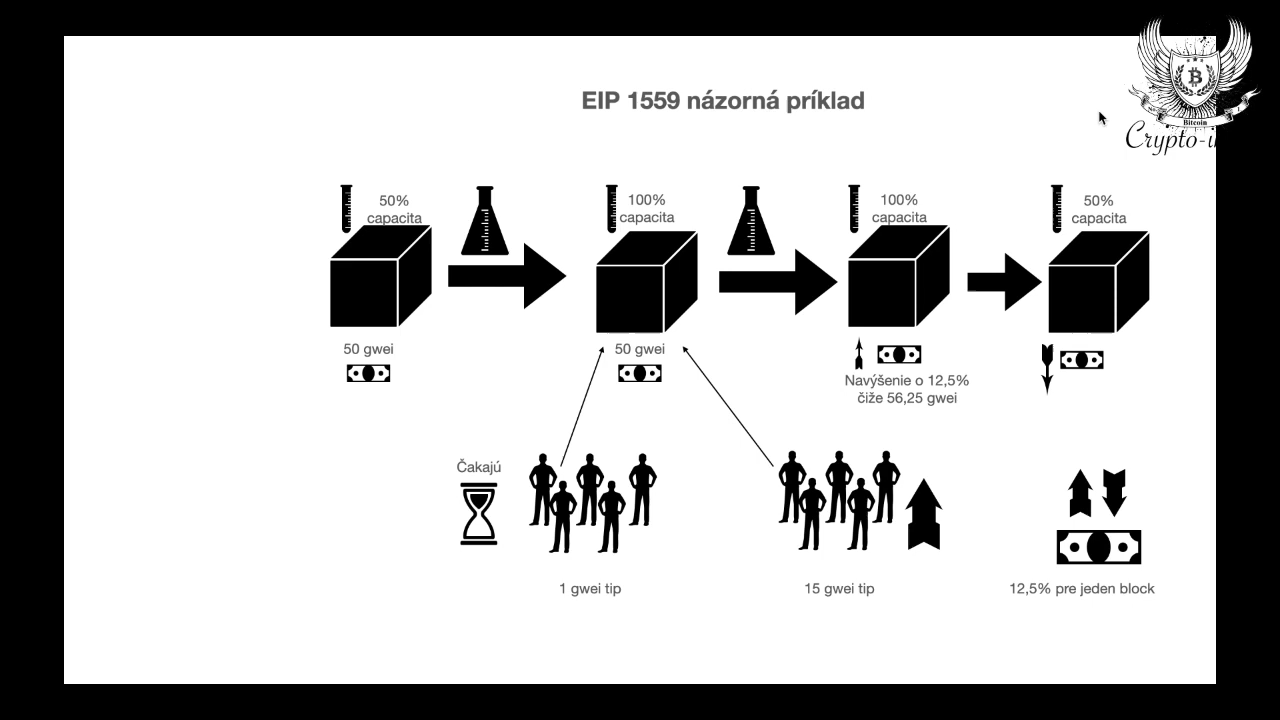 EIP 1559 názorná príklad
Bitcoin
50%
capacita
100%
capacita
100%
capacita
50%
capacita
50 gwei
50 gwei
Navýšenie o 12,5%
čiže 56,25 gwei
Čakajú
1 gwei tip
15 gwei tip
12,5% pre jeden block